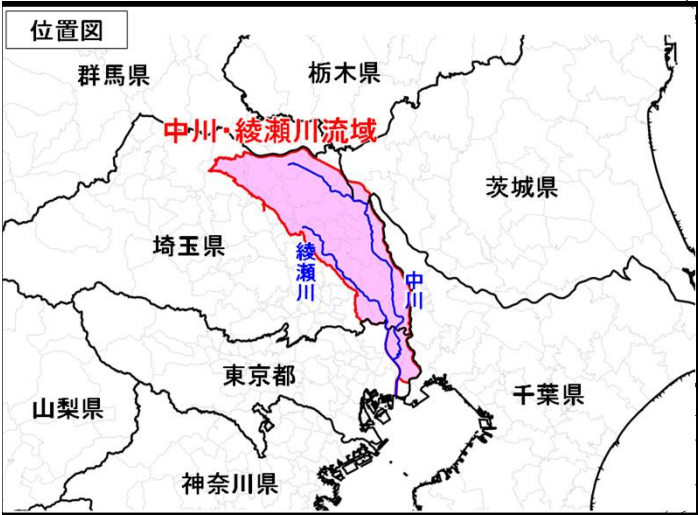 位置図
群馬県
栃木県
中川・綾瀬川流域
茨城県
埼玉県
綾瀬川
中川
東京都
千葉県
山梨県
神奈川県